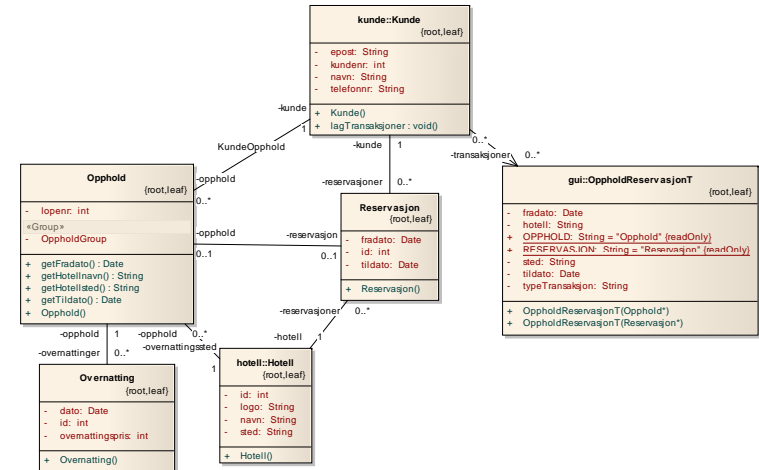 kunde::Kunde
{root,leaf}
- epost: String
- kundenr: int
- navn: String
- telefonnr: String
+ Kunde()
+ lagTransaksjoner : void()
-kunde
1
KundeOpphold
-opphold
0..*
-kunde 1
-reservasjoner 0..*
0..*
-transaksjoner 0..*
Opphold
{root,leaf}
- lopenr: int
«Group»
- OppholdGroup
+ getFradato() : Date
+ getHotellnavn() : String
+ getHotellsted() : String
+ getTildato() : Date
+ Opphold()
-opphold
0..1
-reservasjon
0..1
Reservasjon
{root,leaf}
- fradato: Date
- id: int
- tildato: Date
+ Reservasjon()
gui::OppholdReservasjonT
{root,leaf}
- fradato: Date
- hotell: String
+ OPPHOLD: String = "Opphold" {readOnly}
+ RESERVASJON: String = "Reservasjon" {readOnly}
- sted: String
- tildato: Date
- typeTransaksjon: String
+ OppholdReservasjonT(Opphold*)
+ OppholdReservasjonT(Reservasjon*)
-reservasjoner 0..*
-hotell 1
-opphold 1
-overnattinger 0..*
-opphold 0..*
-overnattingssted
1
Overnatting
{root,leaf}
- dato: Date
- id: int
- overnattingspris: int
+ Overnatting()
hotell::Hotell
{root,leaf}
- id: int
- logo: String
- navn: String
- sted: String
+ Hotell()